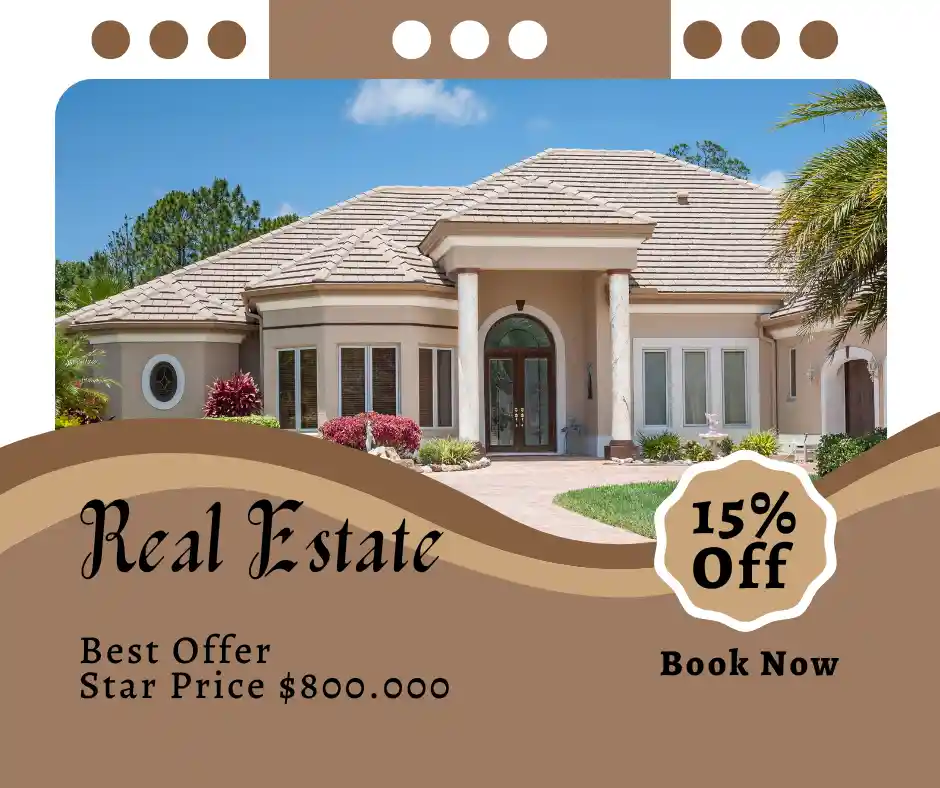 Real Estate
Best Offer
Star Price $800.000
15%
Off
Book Now